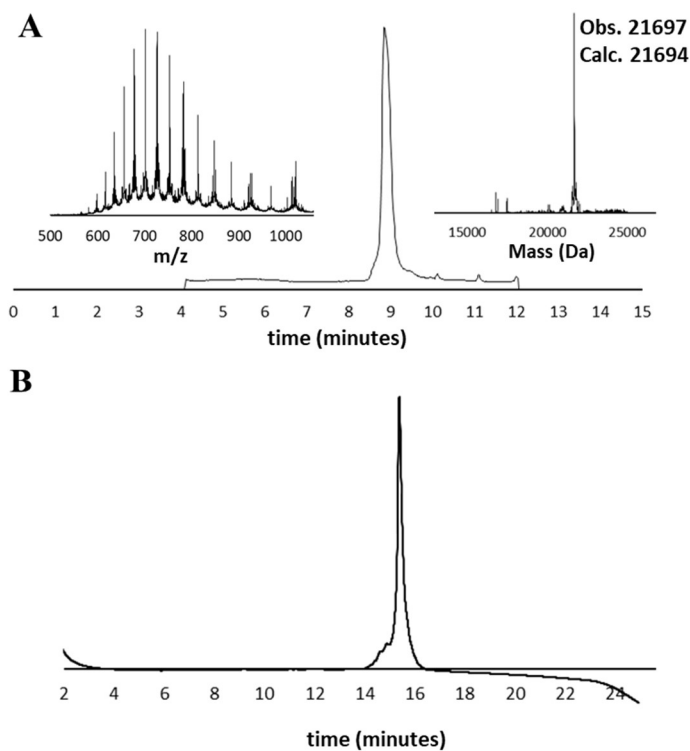 A
Obs. 21697
Calc. 21694
500 600 700 800 900 1000
m/z
15000 20000 25000
Mass (Da)
0 1 2 3 4 5 6 7 8 9 10 11 12 13 14 15
time (minutes)
B
2 4 6 8 10 12 14 16 18 20 22 24
time (minutes)